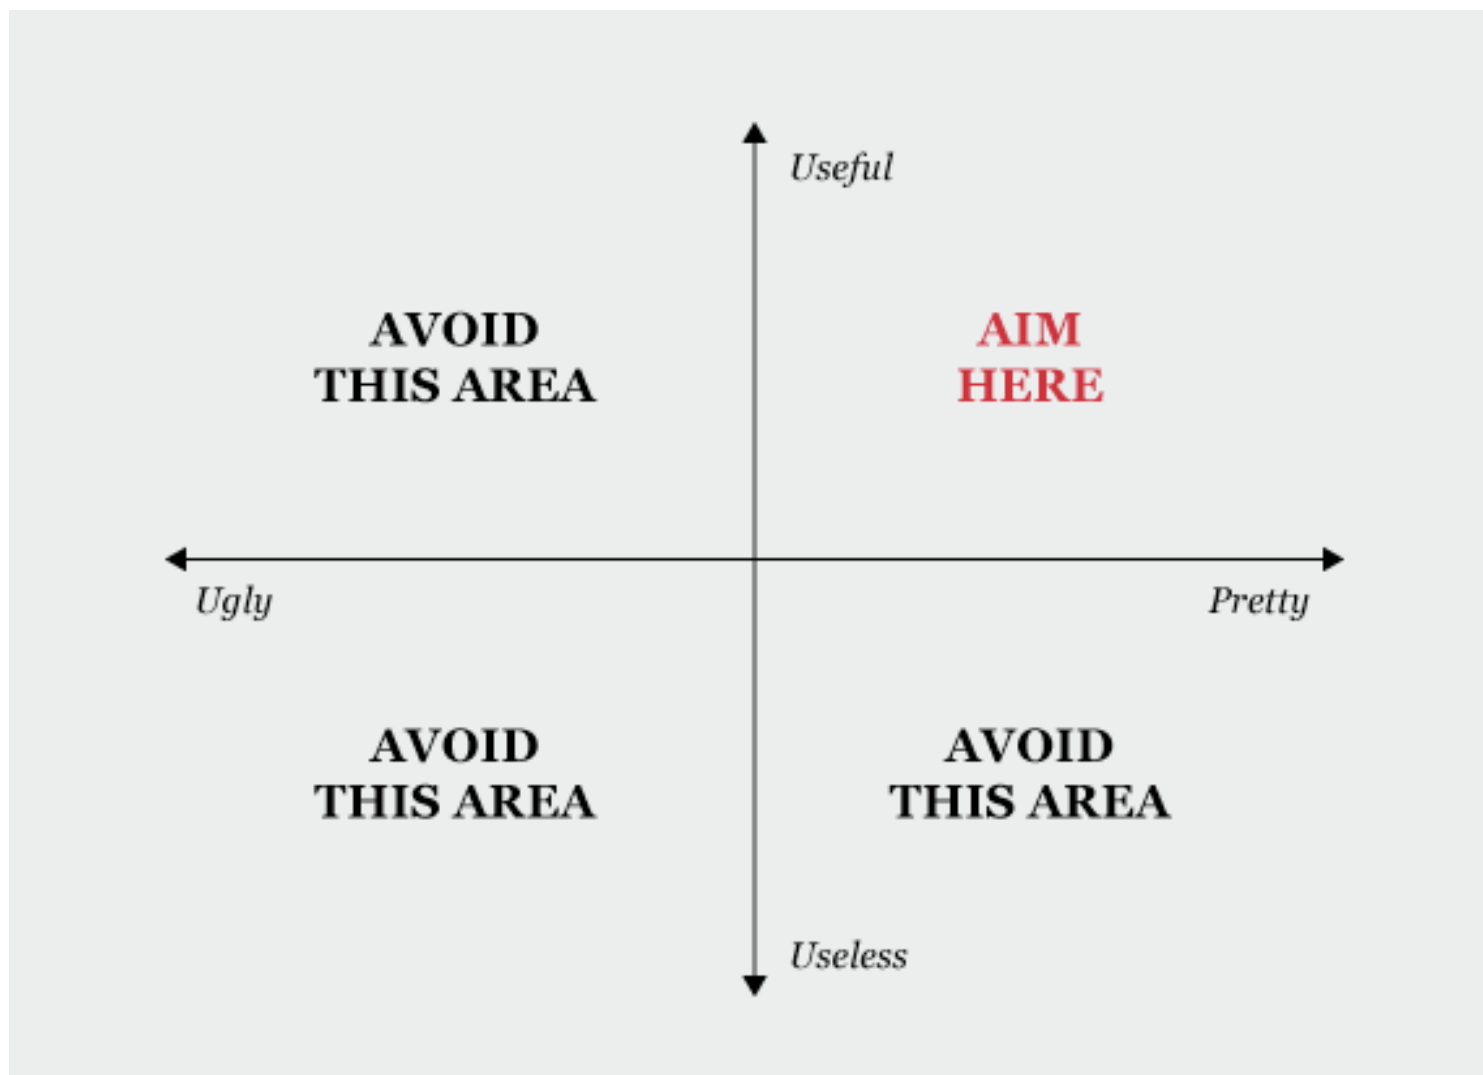 Useful
AVOID
THIS AREA
AIM
HERE
Ugly
Pretty
AVOID
THIS AREA
AVOID
THIS AREA
Useless